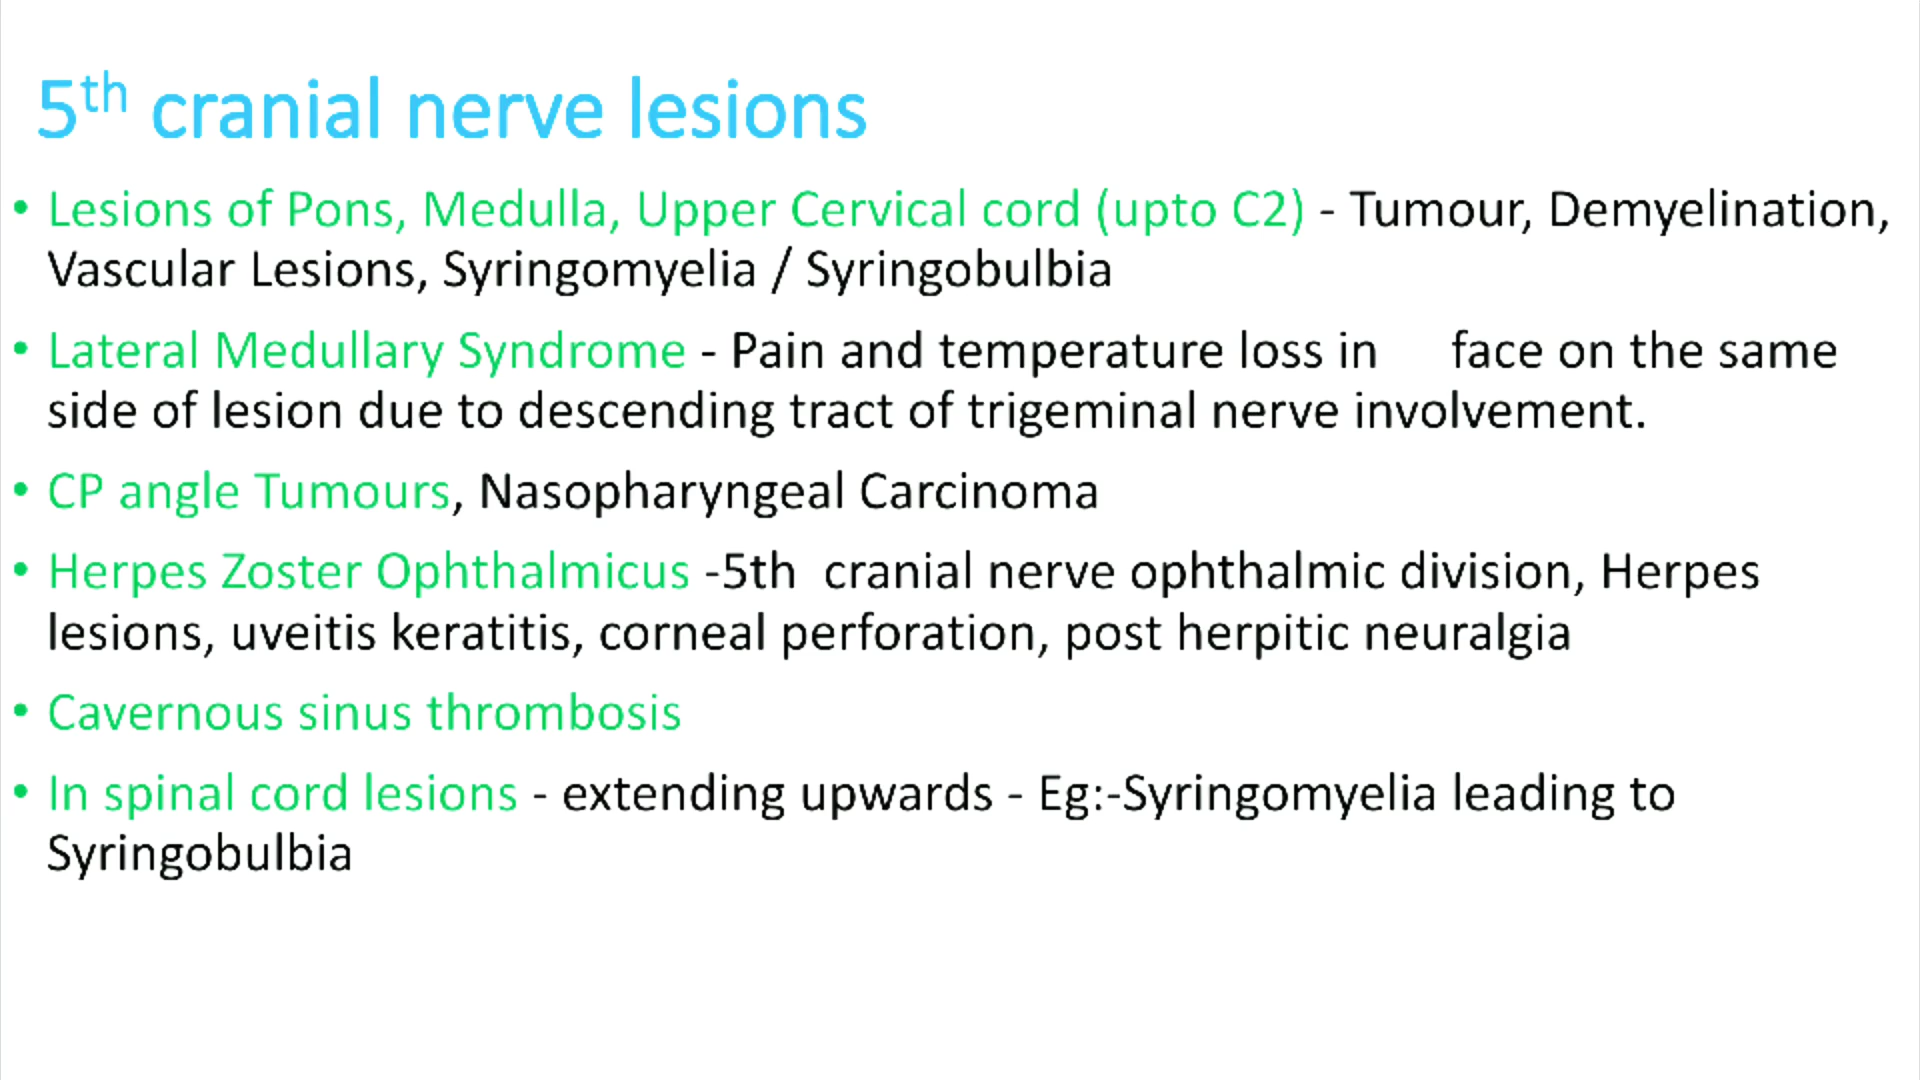 5th cranial nerve lesions
• Lesions of Pons, Medulla, Upper Cervical cord (upto C2) - Tumour, Demyelination,
Vascular Lesions, Syringomyelia / Syringobulbia
• Lateral Medullary Syndrome - Pain and temperature loss in face on the same
side of lesion due to descending tract of trigeminal nerve involvement.
• CP angle Tumours, Nasopharyngeal Carcinoma
• Herpes Zoster Ophthalmicus -5th cranial nerve ophthalmic division, Herpes
lesions, uveitis keratitis, corneal perforation, post herpitic neuralgia
• Cavernous sinus thrombosis
• In spinal cord lesions - extending upwards - Eg:-Syringomyelia leading to
Syringobulbia